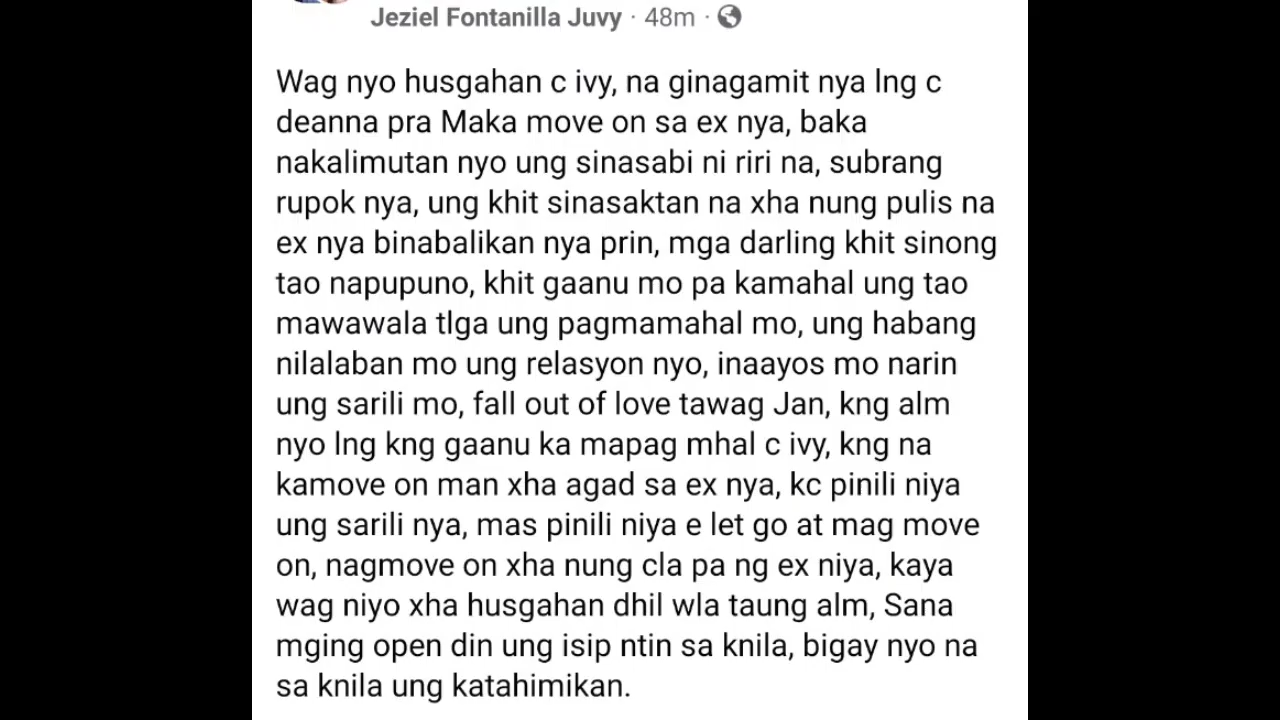 Jeziel Fontanilla Juvy · 48m ·
Wag nyo husgahan c ivy, na ginagamit nya lng c
deanna pra Maka move on sa ex nya, baka
nakalimutan nyo ung sinasabi ni riri na, subrang
rupok nya, ung khit sinasaktan na xha nung pulis na
ex nya binabalikan nya prin, mga darling khit sinong
tao napupuno, khit gaanu mo pa kamahal ung tao
mawawala tlga ung pagmamahal mo, ung habang
nilalaban mo ung relasyon nyo, inaayos mo narin
ung sarili mo, fall out of love tawag Jan, kng alm
nyo lng kng gaanu ka mapag mhal c ivy, kng na
kamove on man xha agad sa ex nya, kc pinili niya
ung sarili nya, mas pinili niya e let go at mag move
on, nagmove on xha nung cla pa ng ex niya, kaya
wag niyo xha husgahan dhil wla taung alm, Sana
mging open din ung isip ntin sa knila, bigay nyo na
sa knila ung katahimikan.